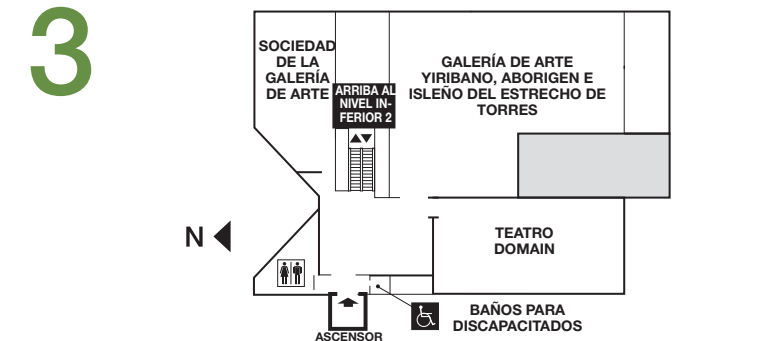 3
SOCIEDAD
DE LA
GALERÍA
DE ARTE
GALERÍA DE ARTE
YIRIBANO, ABORIGEN E
ISLEÑO DEL ESTRECHO DE
TORRES
ARRIBA AL
NIVEL IN-
FERIOR 2
N
TEATRO
DOMAIN
BAÑOS PARA
DISCAPACITADOS
ASCENSOR